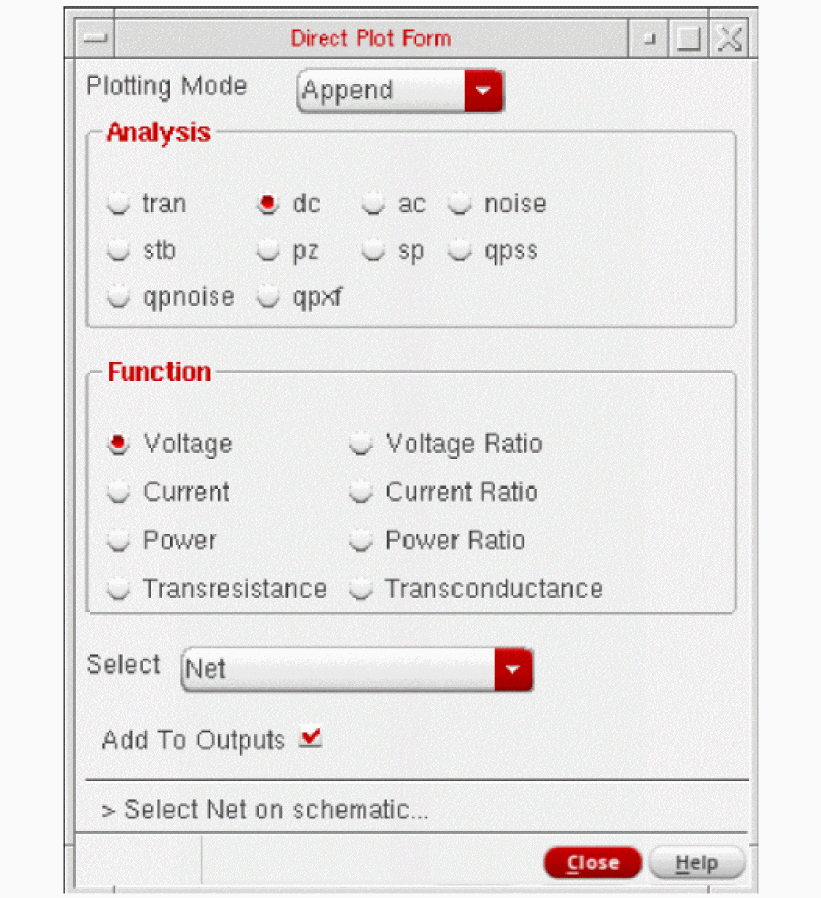 Direct Plot Form
Plotting Mode Append
Analysis
tran dc ac noise
stb pz sp qpss
qpnoise qpxf
Function
Voltage Voltage Ratio
Current Current Ratio
Power Power Ratio
Transresistance Transconductance
Select Net
Add To Outputs
> Select Net on schematic...
Close Help